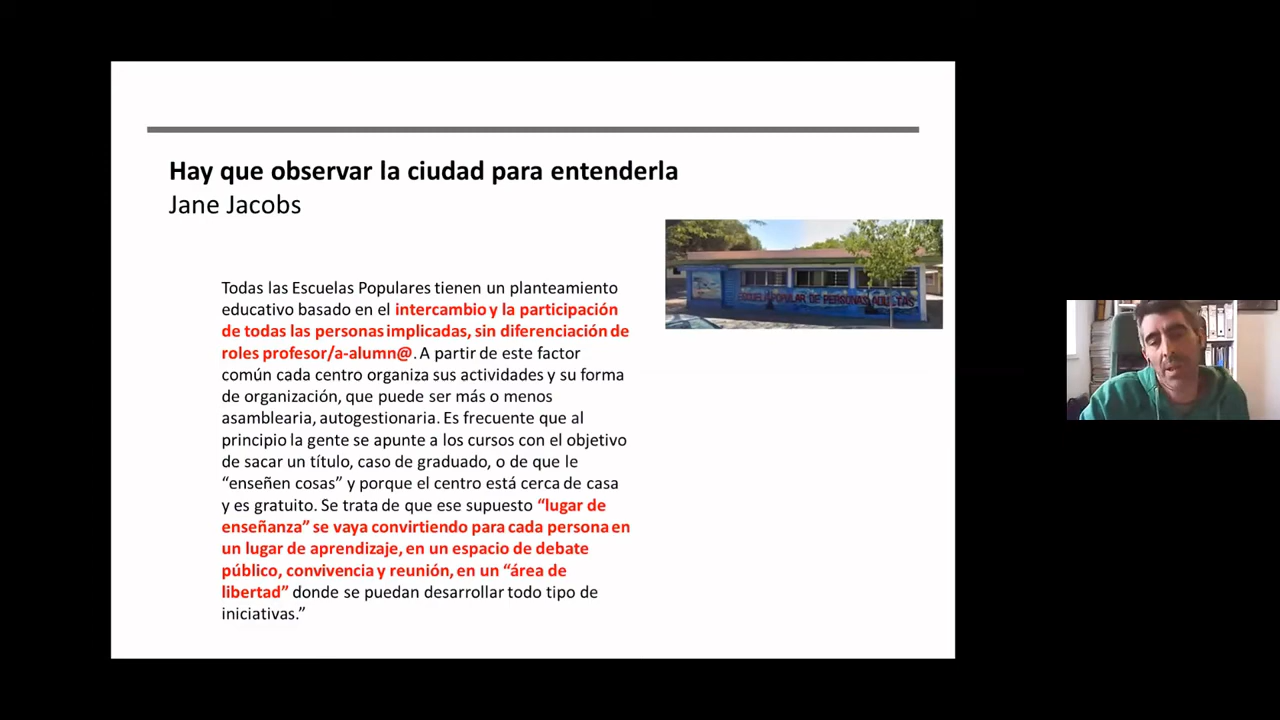 Hay que observar la ciudad para entenderla
Jane Jacobs
Todas las Escuelas Populares tienen un planteamiento
educativo basado en el intercambio y la participación
de todas las personas implicadas, sin diferenciación de
roles profesor/a-alumn@. A partir de este factor
común cada centro organiza sus actividades y su forma
de organización, que puede ser más o menos
asamblearia, autogestionaria. Es frecuente que al
principio la gente se apunte a los cursos con el objetivo
de sacar un título, caso de graduado, o de que le
“enseñen cosas” y porque el centro está cerca de casa
y es gratuito. Se trata de que ese supuesto “lugar de
enseñanza” se vaya convirtiendo para cada persona en
un lugar de aprendizaje, en un espacio de debate
público, convivencia y reunión, en un “área de
libertad” donde se puedan desarrollar todo tipo de
iniciativas.”
ESCUELA POPULAR DE PERSONAS ADULTAS